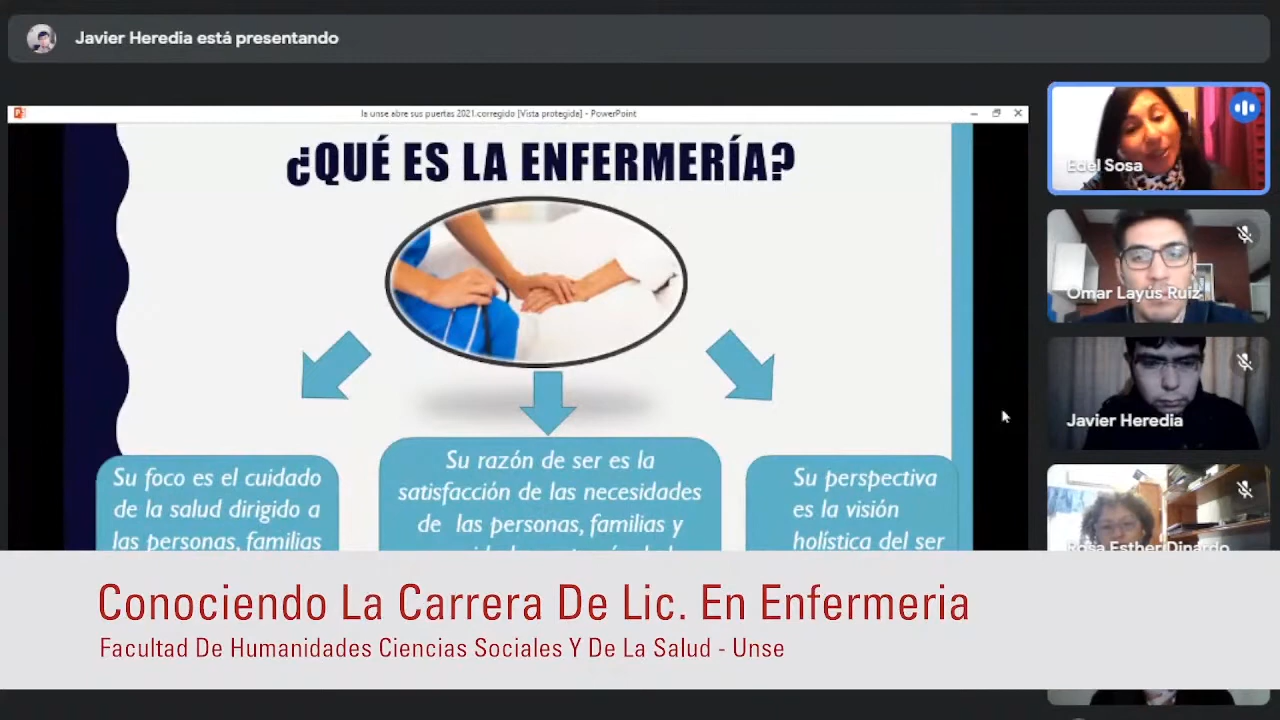 Javier Heredia está presentando
la unse abre sus puertas 2021.corregido [Vista protegida] - PowerPoint
¿QUÉ ES LA ENFERMERÍA?
Su foco es el cuidado
de la salud dirigido a
las personas, familias
Su razón de ser es la
satisfacción de las necesidades
de las personas, familias y
Su perspectiva
es la visión
holística del ser
Edel Sosa
Omar Layús Ruiz
Javier Heredia
Rosa Esther Dinardo
Conociendo La Carrera De Lic. En Enfermeria
Facultad De Humanidades Ciencias Sociales Y De La Salud - Unse